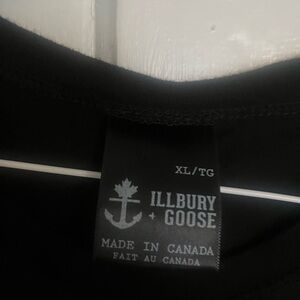 XL/TG
ILLBURY
+ GOOSE
MADE IN CANADA
FAIT AU CANADA